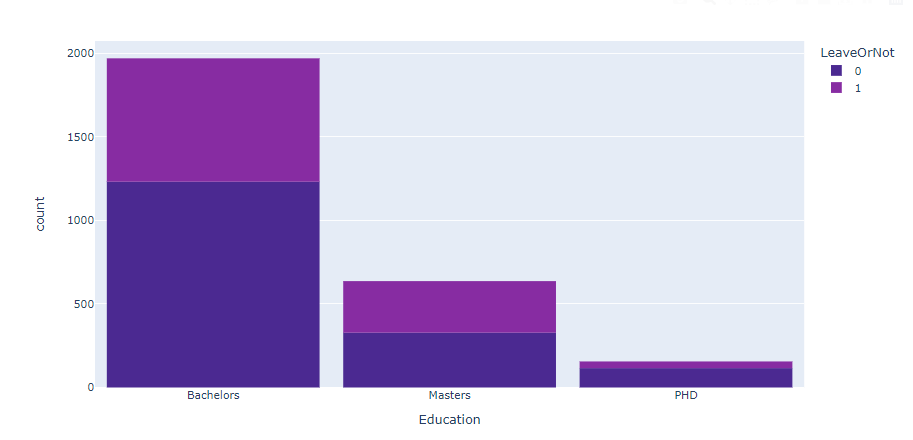 2000
1500
1000
500
0
count
Bachelors
Masters
PHD
Education
LeaveOrNot
0
1